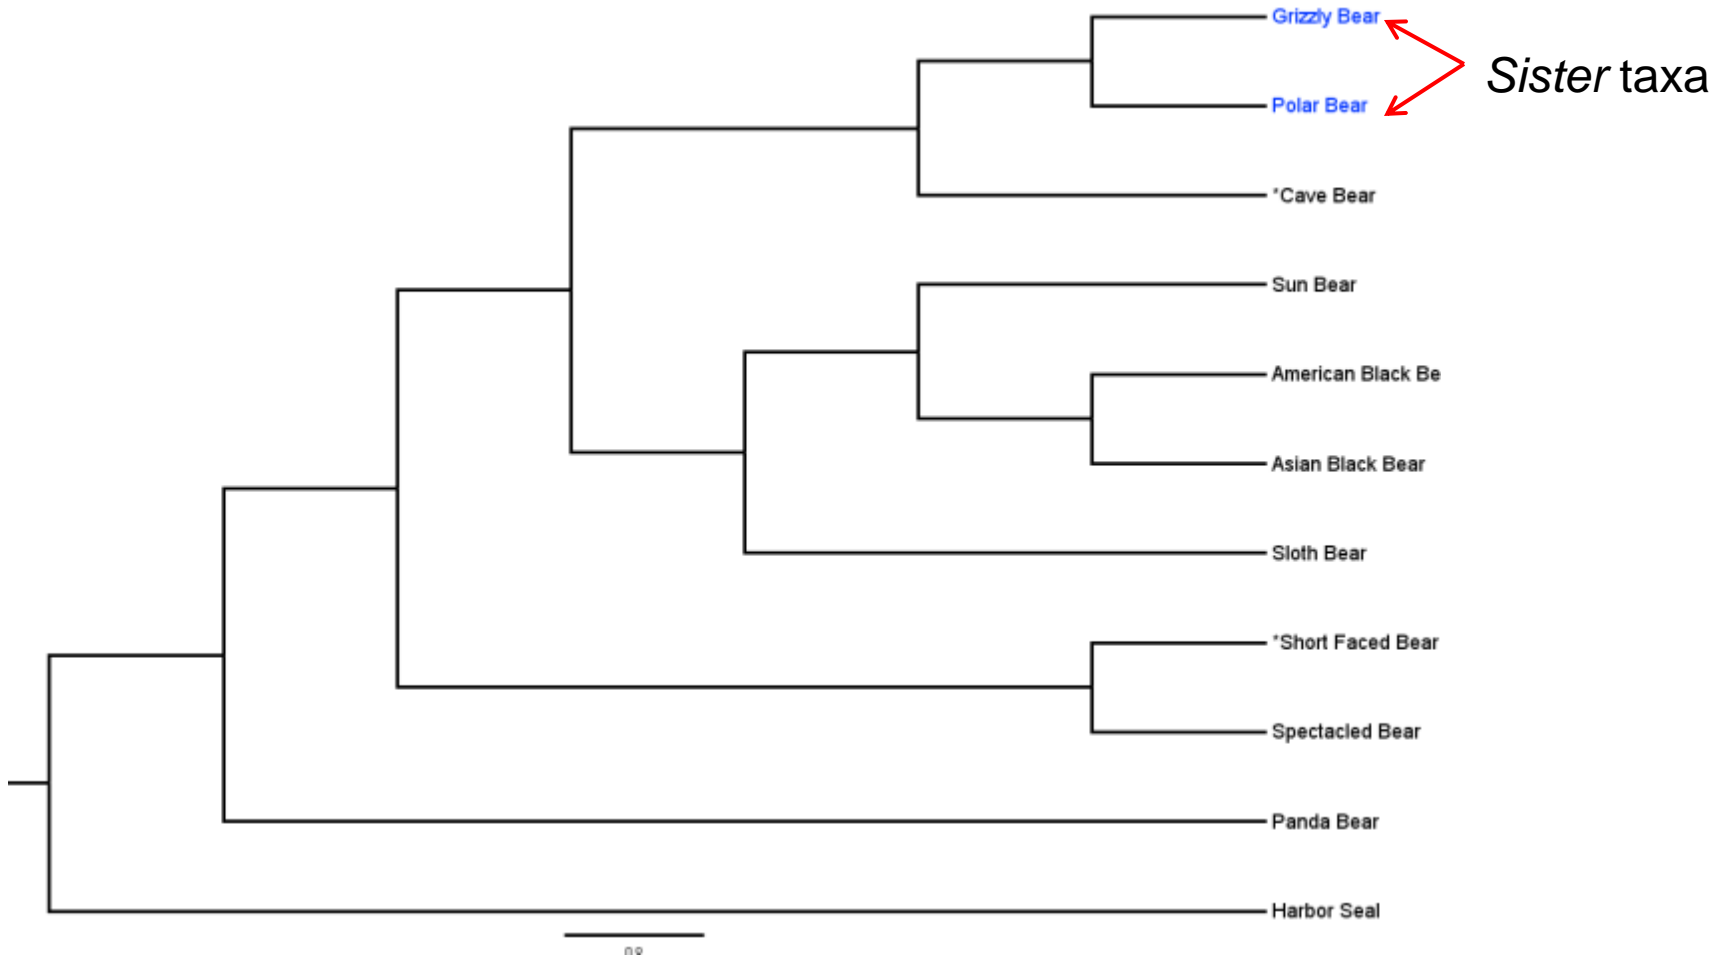 Grizzly Bear
Sister taxa
Polar Bear
*Cave Bear
Sun Bear
American Black Be
Asian Black Bear
Sloth Bear
*Short Faced Bear
Spectacled Bear
Panda Bear
Harbor Seal